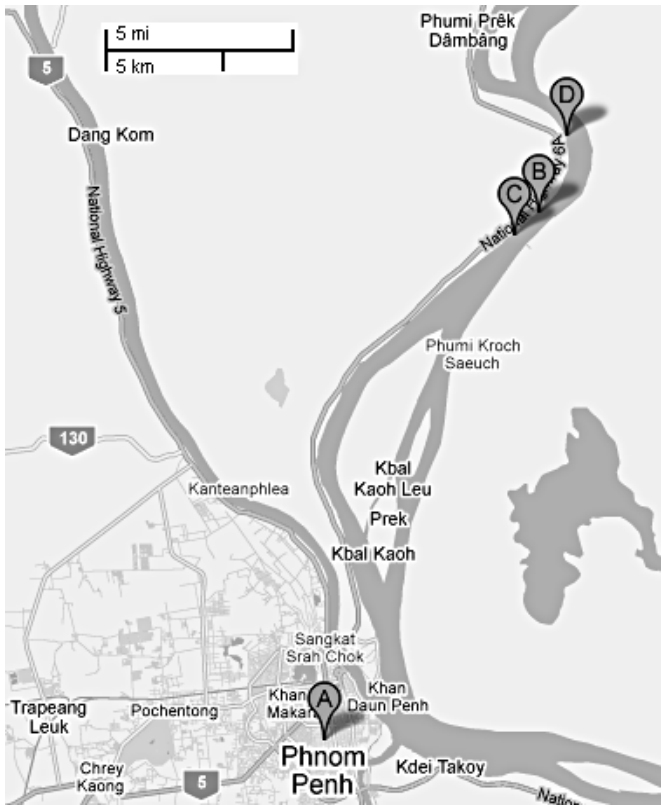 Phumi Prêk
Dâmbâng
5 mi
5 km
5
D
Dang Kom
National Highway 6A
B
C
National Highway 5
Phumi Kroch
Saeuch
130
Kbal
Kaoh Leu
Kanteanphlea
Prek
Kbal Kaoh
Sangkat
Srah Chok
Khan
Makara
A
Khan
Daun Penh
Trapeang
Leuk
Pochentong
Phnom
Penh
Kdei Takoy
Chrey
Kaong
5
National